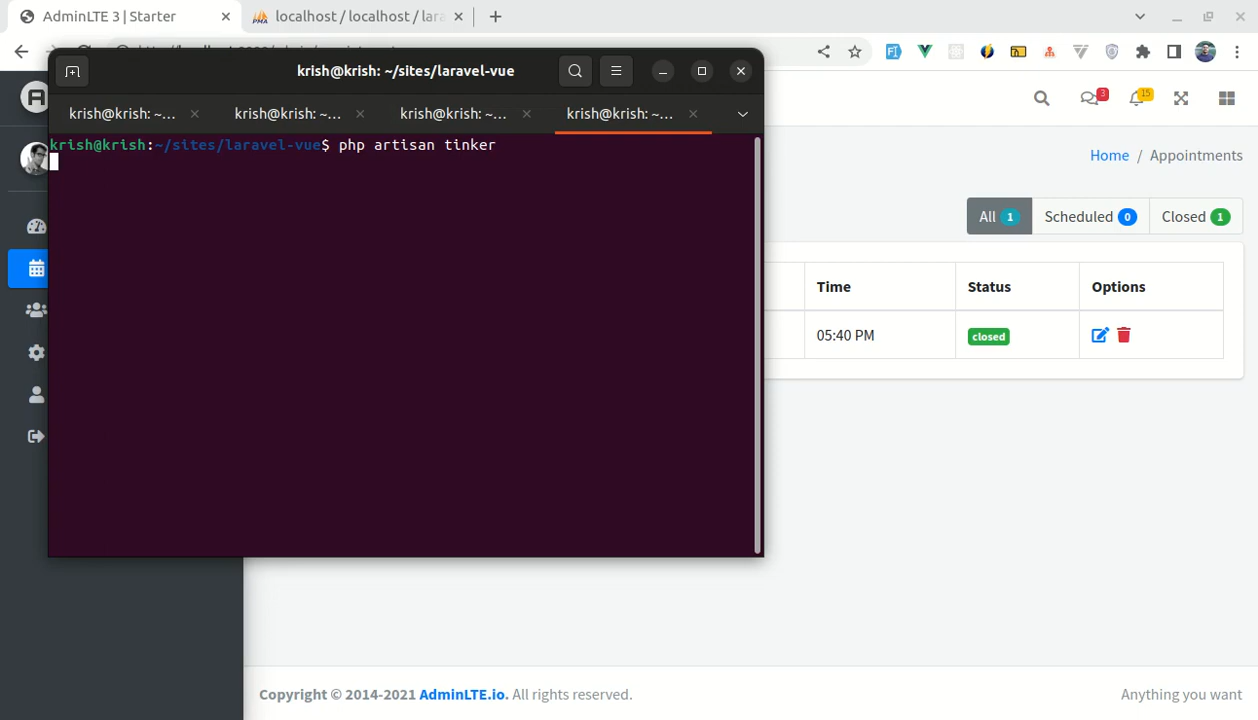 AdminLTE 3 | Starter
localhost / localhost / lara
krish@krish: ~/sites/laravel-vue
krish@krish: ~...
krish@krish: ~...
krish@krish: ~...
krish@krish: ~...
krish@krish:~/sites/laravel-vue$ php artisan tinker
3
15
Home / Appointments
All 1
Scheduled 0
Closed 1
Time
Status
Options
05:40 PM
closed
Copyright © 2014-2021 AdminLTE.io. All rights reserved.
Anything you want